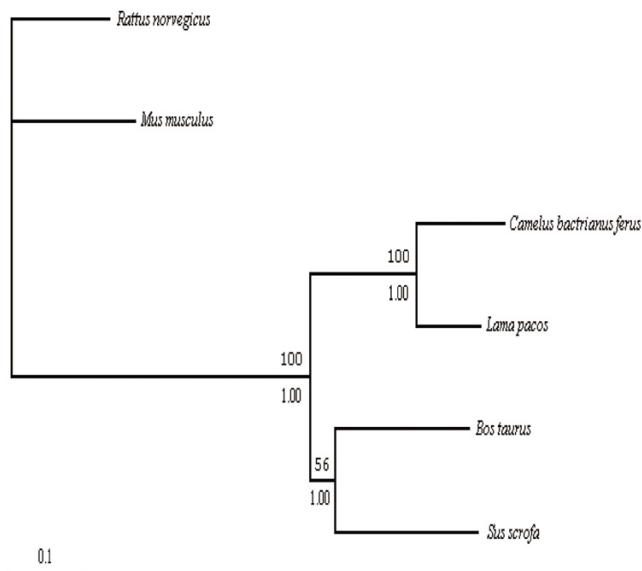 Rattus norvegicus
Mus musculus
Camelus bactrianus ferus
100
1.00
Lama pacos
100
1.00
Bos taurus
56
1.00
Sus scrofa
0.1